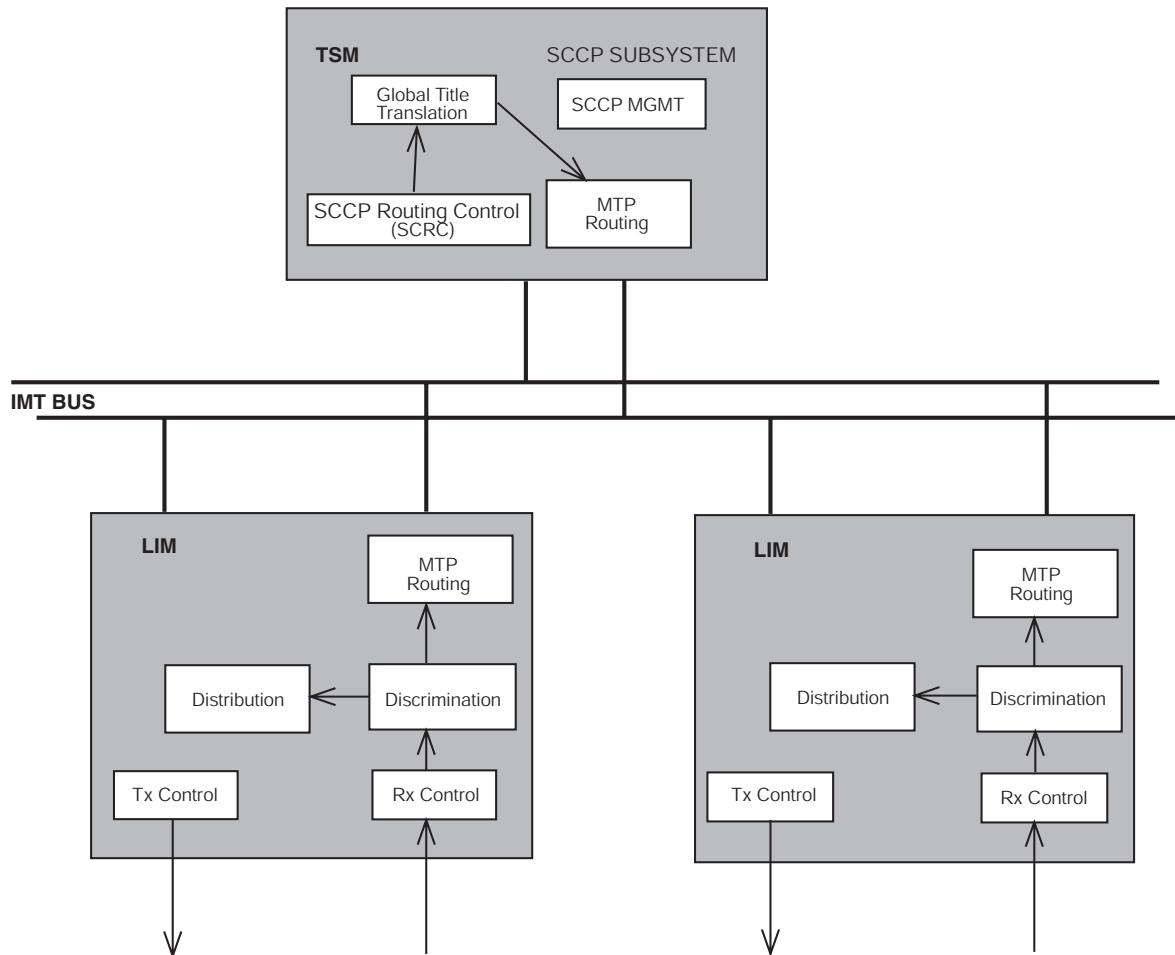 TSM
SCCP SUBSYSTEM
Global Title
Translation
SCCP MGMT
SCCP Routing Control
(SCRC)
MTP
Routing
IMT BUS
LIM
MTP
Routing
Distribution
Discrimination
Tx Control
Rx Control
LIM
MTP
Routing
Distribution
Discrimination
Tx Control
Rx Control